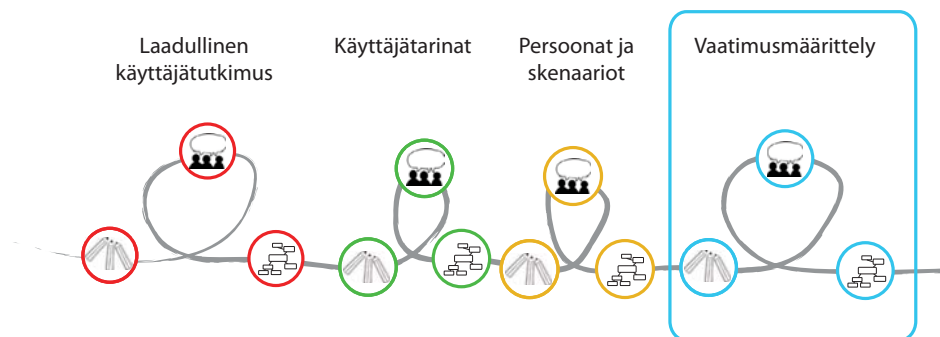 Laadullinen
käyttäjätutkimus
Käyttäjätarinat
Persoonat ja
skenaariot
Vaatimusmäärittely